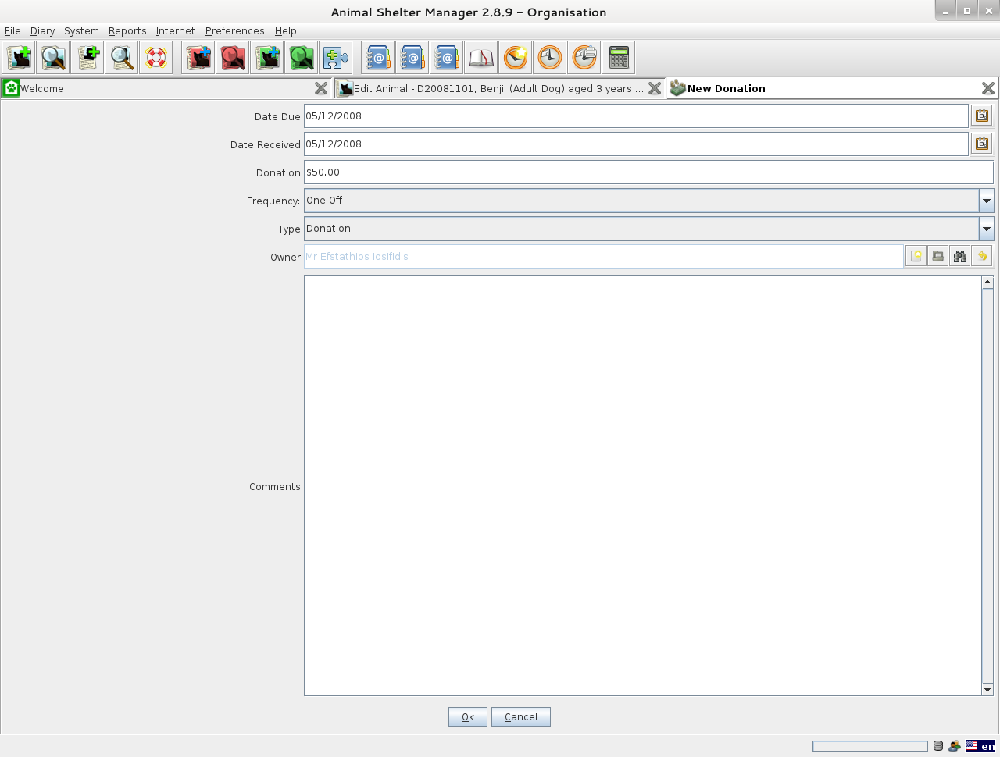 Animal Shelter Manager 2.8.9 – Organisation
File Diary System Reports Internet Preferences Help
Welcome
Edit Animal - D20081101, Benjii (Adult Dog) aged 3 years ...
New Donation
Date Due 05/12/2008
Date Received 05/12/2008
Donation $50.00
Frequency: One-Off
Type Donation
Owner Mr Efstathios Iosifidis
Comments
Ok Cancel
en